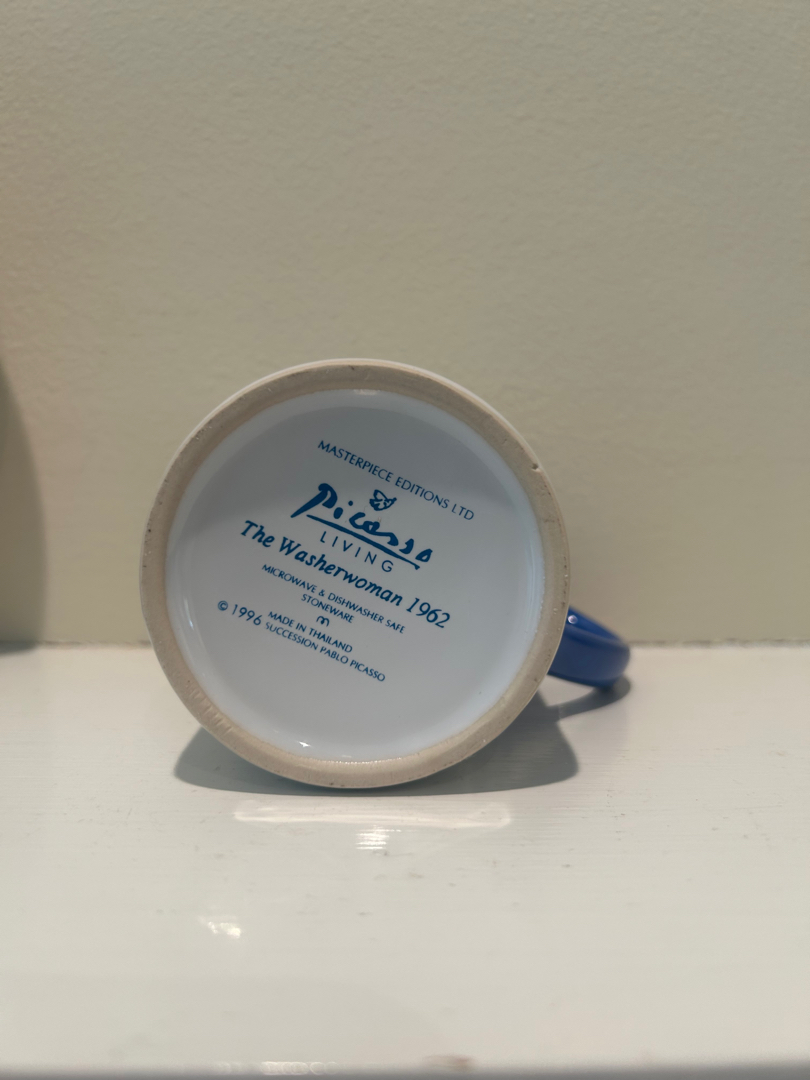 MASTERPIECE EDITIONS LTD
Picasso
LIVING
The Washerwoman 1962
MICROWAVE & DISHWASHER SAFE
STONEWARE
m
MADE IN THAILAND
© 1996 SUCCESSION PABLO PICASSO